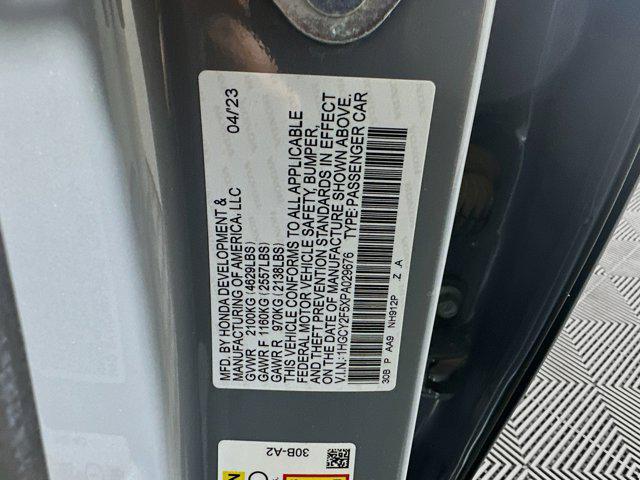 MFD. BY HONDA DEVELOPMENT & 04/'23
MANUFACTURING OF AMERICA, LLC
GVWR 2100KG (4629LBS)
GAWR F 1160KG (2557LBS)
GAWR R 970KG (2138LBS)
THIS VEHICLE CONFORMS TO ALL APPLICABLE
FEDERAL MOTOR VEHICLE SAFETY, BUMPER,
AND THEFT PREVENTION STANDARDS IN EFFECT
ON THE DATE OF MANUFACTURE SHOWN ABOVE.
V.I.N.: 1HGCY2F5XPA029676 TYPE: PASSENGER CAR
30B P AA9 NH912P Z A
30B-A2